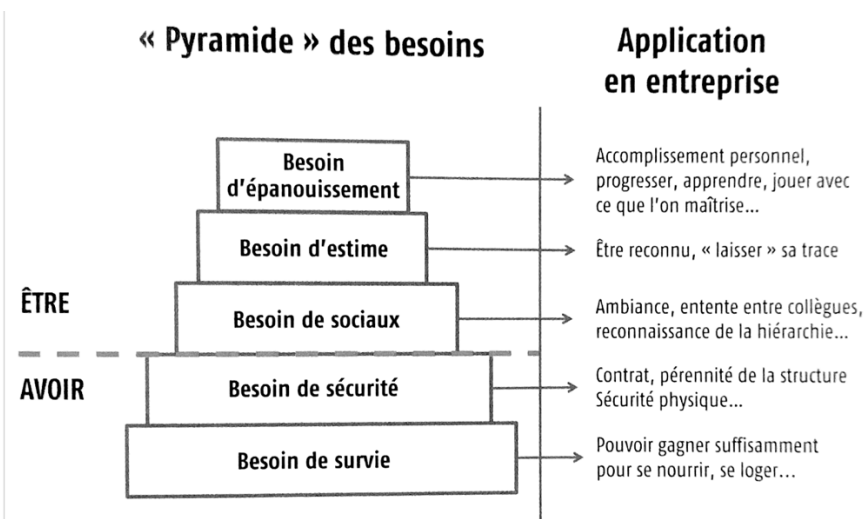 « Pyramide » des besoins
Application
en entreprise
Besoin
d'épanouissement
Accomplissement personnel,
progresser, apprendre, jouer avec
ce que l'on maîtrise...
Besoin d'estime
Être reconnu, « laisser » sa trace
ÊTRE
Besoin de sociaux
Ambiance, entente entre collègues,
reconnaissance de la hiérarchie...
AVOIR
Besoin de sécurité
Contrat, pérennité de la structure
Sécurité physique...
Besoin de survie
Pouvoir gagner suffisamment
pour se nourrir, se loger...